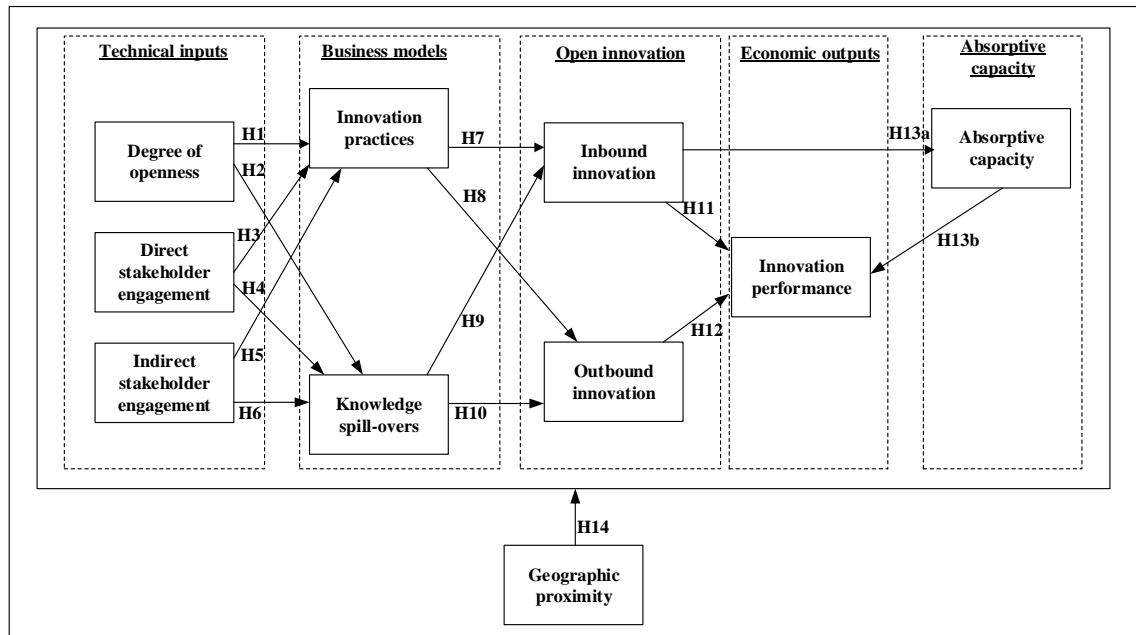 Technical inputs
Business models
Open innovation
Economic outputs
Absorptive
capacity
Degree of
openness
Direct
stakeholder
engagement
Indirect
stakeholder
engagement
H1
H2
H3
H4
H5
H6
Innovation
practices
Knowledge
spill-overs
H7
H8
H9
H10
Inbound
innovation
Outbound
innovation
H11
H12
Innovation
performance
H13a
H13b
Absorptive
capacity
H14
Geographic
proximity